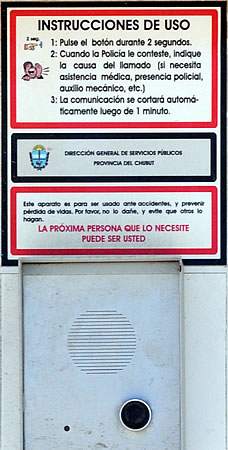 INSTRUCCIONES DE USO
2 seg.
1: Pulse el botón durante 2 segundos.
2: Cuando la Policía le conteste, indique
la causa del llamado (si necesita
asistencia médica, presencia policial,
auxilio mecánico, etc.)
3: La comunicación se cortará automá-
ticamente luego de 1 minuto.
DIRECCIÓN GENERAL DE SERVICIOS PÚBLICOS
PROVINCIA DEL CHUBUT
Este aparato es para ser usado ante accidentes, y prevenir
pérdida de vidas. Por favor, no lo dañe, y evite que otros lo
hagan.
LA PRÓXIMA PERSONA QUE LO NECESITE
PUEDE SER USTED